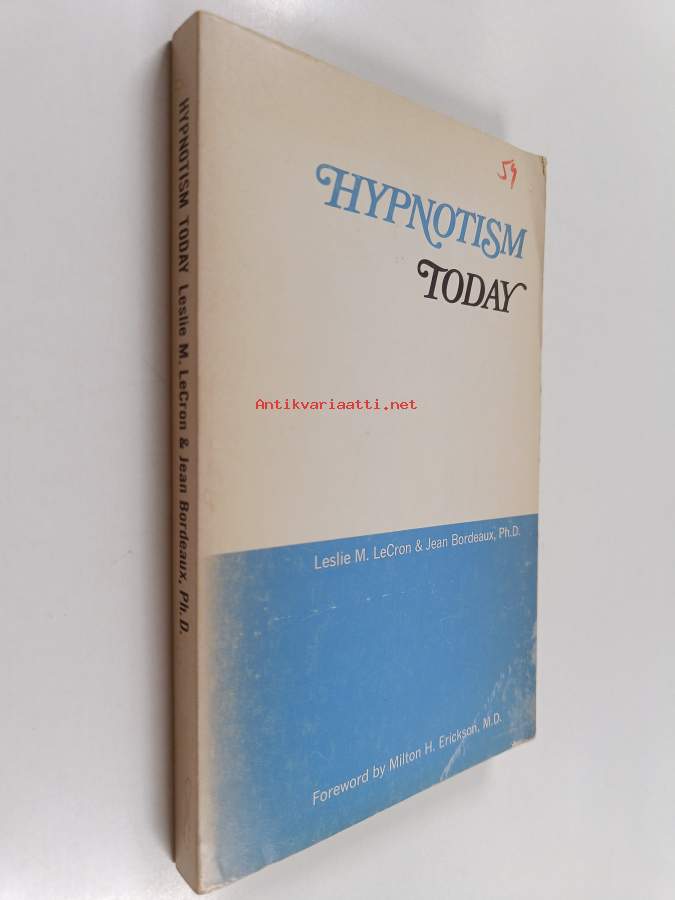 HYPNOTISM TODAY Leslie M. LeCron & Jean Bordeaux, Ph.D.
59
HYPNOTISM
TODAY
Antikvariaatti.net
Leslie M. LeCron & Jean Bordeaux, Ph.D.
Foreword by Milton H. Erickson, M.D.